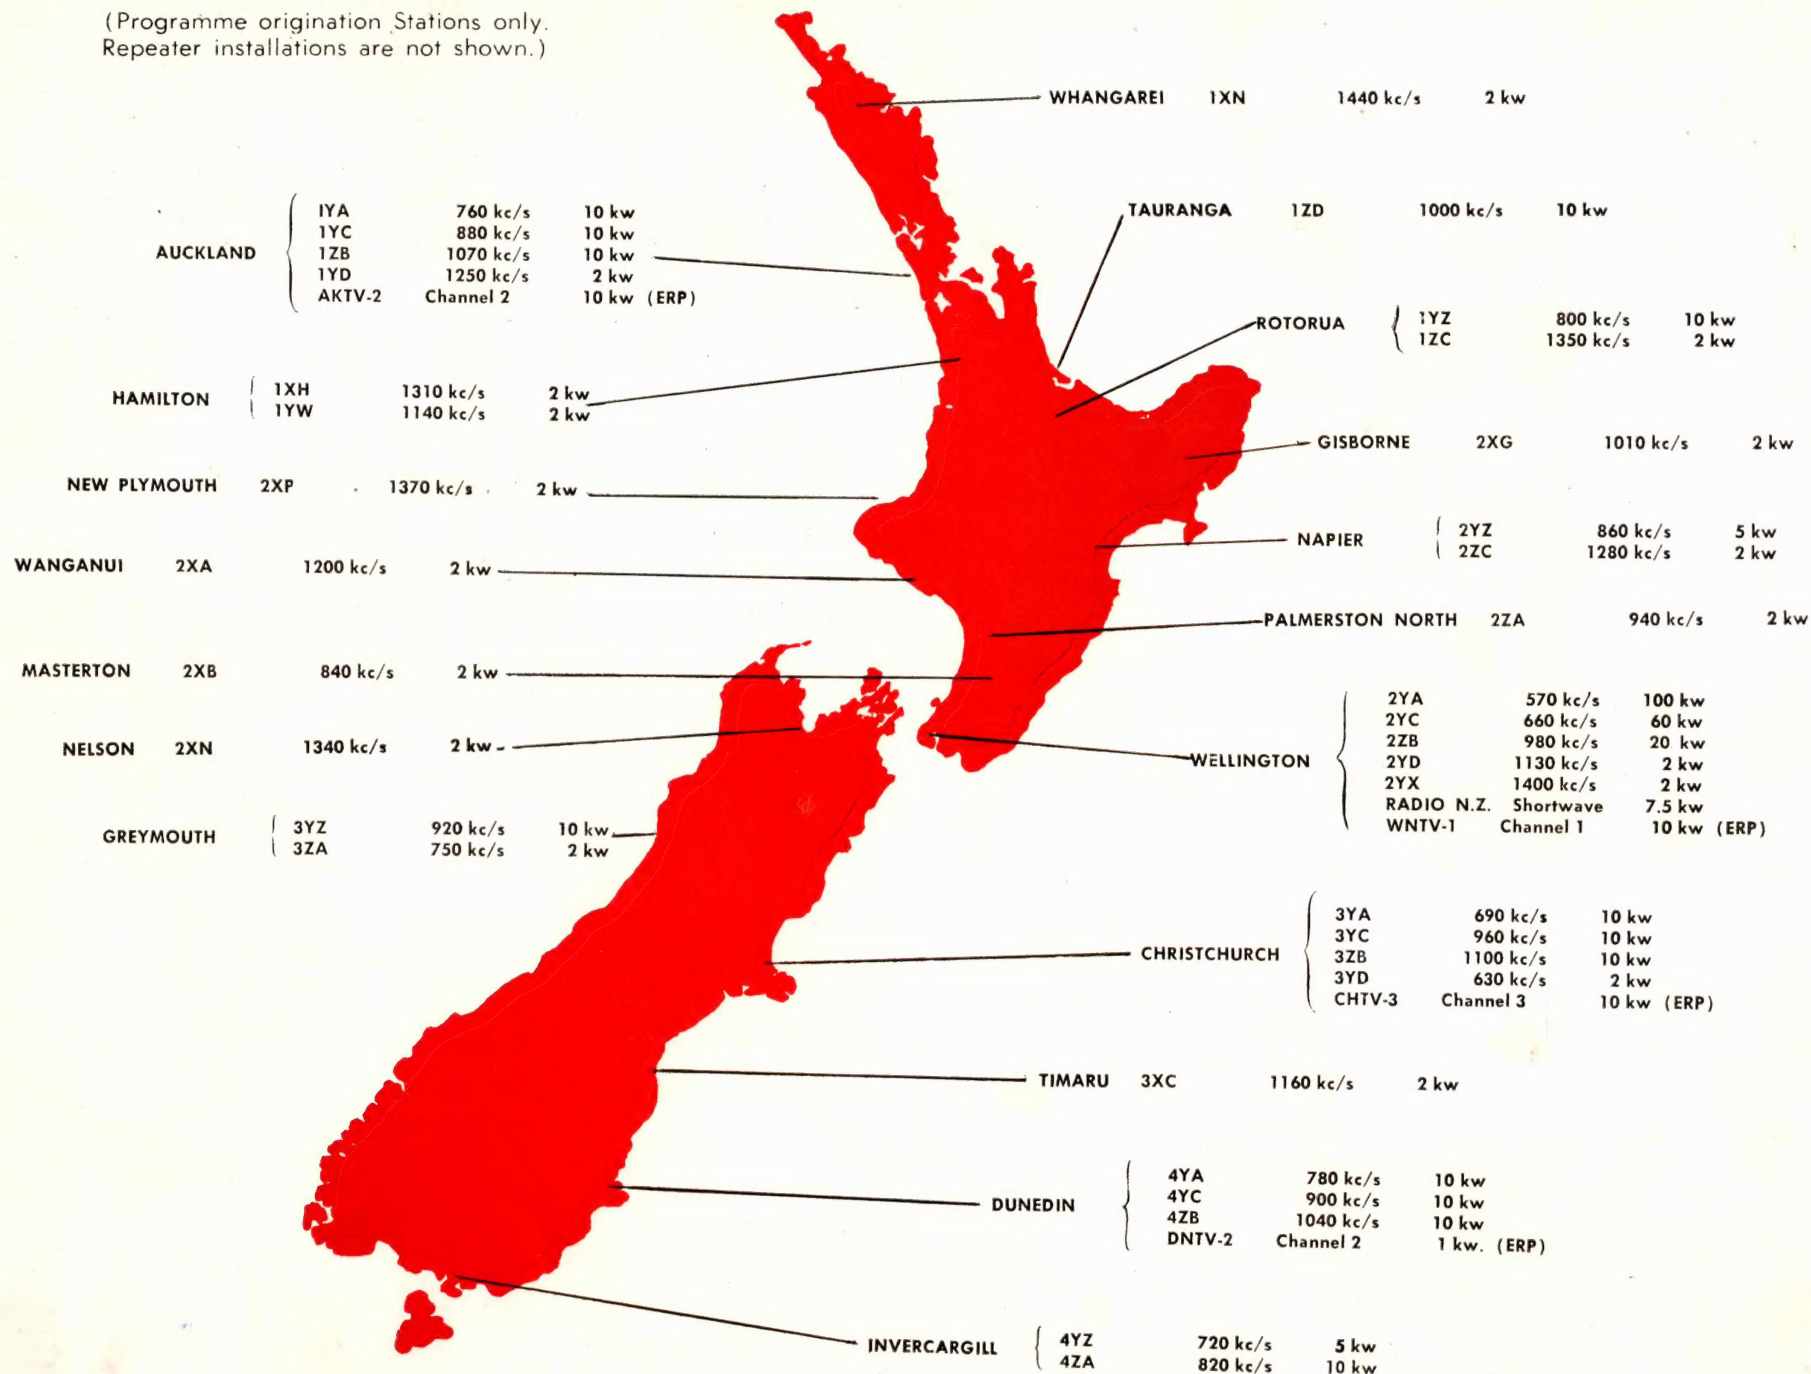 (Programme origination Stations only.
Repeater installations are not shown.)
WHANGAREI 1XN 1440 kc/s 2 kw
TAURANGA 1ZD 1000 kc/s 10 kw
AUCKLAND
IYA 760 kc/s 10 kw
1YC 880 kc/s 10 kw
1ZB 1070 kc/s 10 kw
1YD 1250 kc/s 2 kw
AKTV-2 Channel 2 10 kw (ERP)
ROTORUA
1YZ 800 kc/s 10 kw
1ZC 1350 kc/s 2 kw
HAMILTON
1XH 1310 kc/s 2 kw
1YW 1140 kc/s 2 kw
GISBORNE 2XG 1010 kc/s 2 kw
NEW PLYMOUTH 2XP 1370 kc/s 2 kw
NAPIER
2YZ 860 kc/s 5 kw
2ZC 1280 kc/s 2 kw
WANGANUI 2XA 1200 kc/s 2 kw
PALMERSTON NORTH 2ZA 940 kc/s 2 kw
MASTERTON 2XB 840 kc/s 2 kw
NELSON 2XN 1340 kc/s 2 kw
WELLINGTON
2YA 570 kc/s 100 kw
2YC 660 kc/s 60 kw
2ZB 980 kc/s 20 kw
2YD 1130 kc/s 2 kw
2YX 1400 kc/s 2 kw
RADIO N.Z. Shortwave 7.5 kw
WNTV-1 Channel 1 10 kw (ERP)
GREYMOUTH
3YZ 920 kc/s 10 kw
3ZA 750 kc/s 2 kw
CHRISTCHURCH
3YA 690 kc/s 10 kw
3YC 960 kc/s 10 kw
3ZB 1100 kc/s 10 kw
3YD 630 kc/s 2 kw
CHTV-3 Channel 3 10 kw (ERP)
TIMARU 3XC 1160 kc/s 2 kw
DUNEDIN
4YA 780 kc/s 10 kw
4YC 900 kc/s 10 kw
4ZB 1040 kc/s 10 kw
DNTV-2 Channel 2 1 kw. (ERP)
INVERCARGILL
4YZ 720 kc/s 5 kw
4ZA 820 kc/s 10 kw